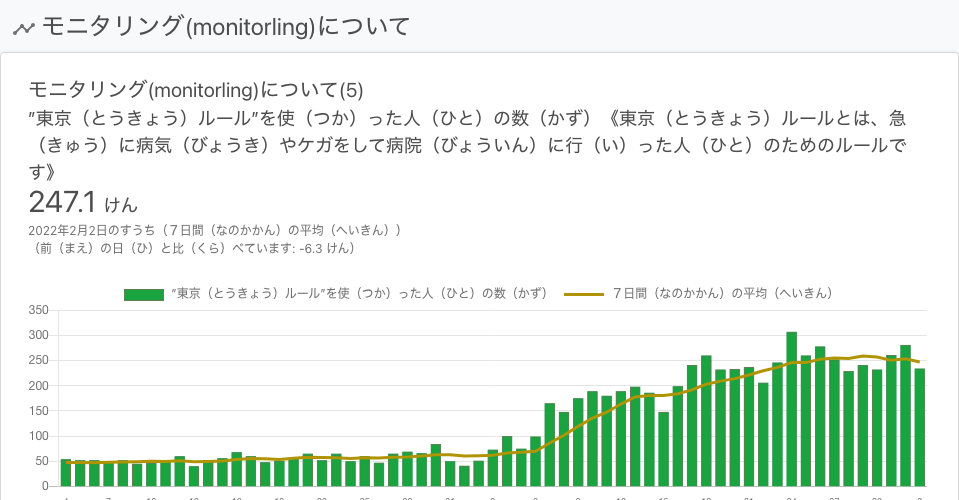 モニタリング(monitorling)について
モニタリング(monitorling)について(5)
”東京（とうきょう）ルール”を使（つか）った人（ひと）の数（かず）《東京（とうきょう）ルールとは、急
（きゅう）に病気（びょうき）やケガをして病院（びょういん）に行（い）った人（ひと）のためのルールで
す》
247.1 けん
2022年2月2日のすうち（７日間（なのかかん）の平均（へいきん））
（前（まえ）の日（ひ）と比（くら）べています: -6.3 けん）
”東京（とうきょう）ルール”を使（つか）った人（ひと）の数（かず） ７日間（なのかかん）の平均（へいきん）
350
300
250
200
150
100
50
0